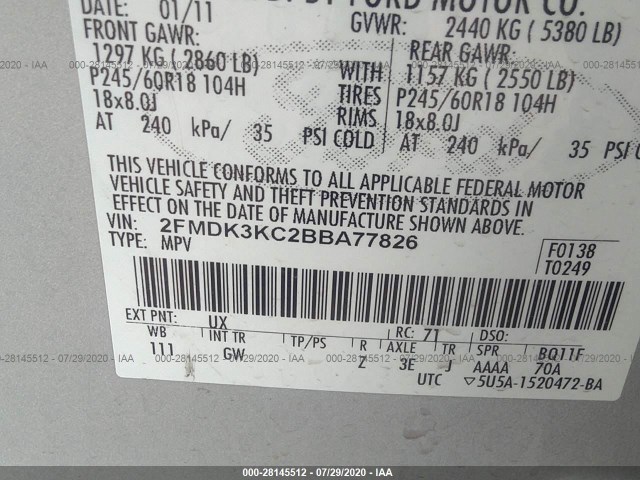 FORD MOTOR CO.
DATE: 01/11
GVWR: 2440 KG ( 5380 LB)
FRONT GAWR:
1297 KG ( 2860 LB)
REAR GAWR:
WITH 1157 KG ( 2550 LB)
P245/60R18 104H
TIRES P245/60R18 104H
18x8.0J
RIMS 18x8.0J
AT 240 kPa/ 35 PSI COLD
AT 240 kPa/ 35 PSI
THIS VEHICLE CONFORMS TO ALL APPLICABLE FEDERAL MOTOR
VEHICLE SAFETY AND THEFT PREVENTION STANDARDS IN
EFFECT ON THE DATE OF MANUFACTURE SHOWN ABOVE.
VIN: 2FMDK3KC2BBA77826
TYPE: MPV
F0138
T0249
EXT PNT: UX RC: 71 DSO:
WB INT TR TP/PS R AXLE TR SPR BQ11F
111 GW Z 3E J AAAA 70A
UTC ▽5U5A-1520472-BA
000-28145512 - 07/29/2020 - IAA